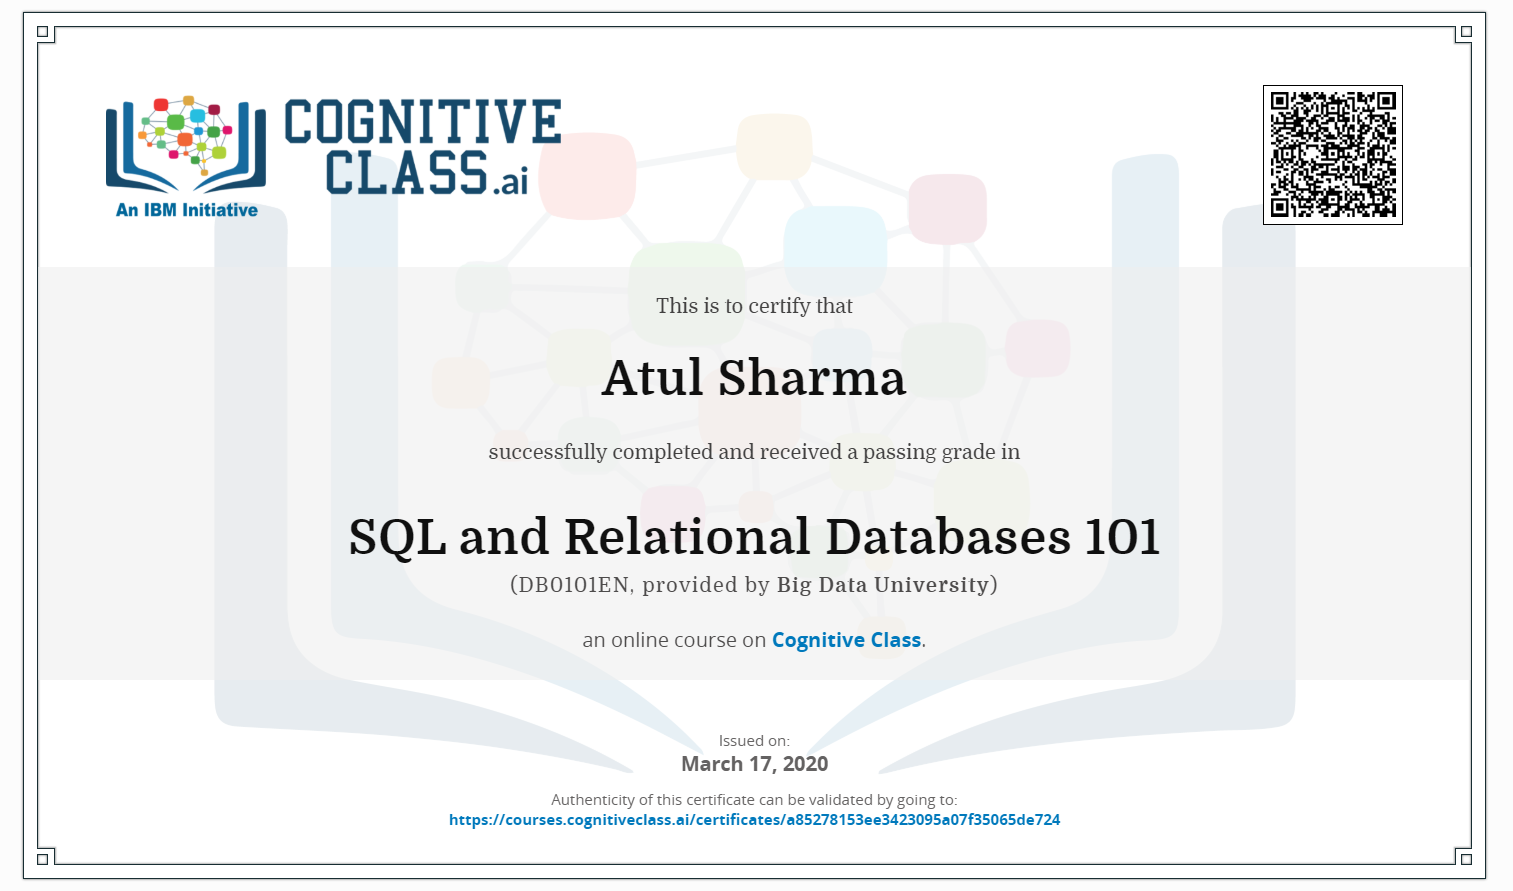 COGNITIVE
CLASS.ai
An IBM Initiative
This is to certify that
Atul Sharma
successfully completed and received a passing grade in
SQL and Relational Databases 101
(DB0101EN, provided by Big Data University)
an online course on Cognitive Class.
Issued on:
March 17, 2020
Authenticity of this certificate can be validated by going to:
https://courses.cognitiveclass.ai/certificates/a85278153ee3423095a07f35065de724